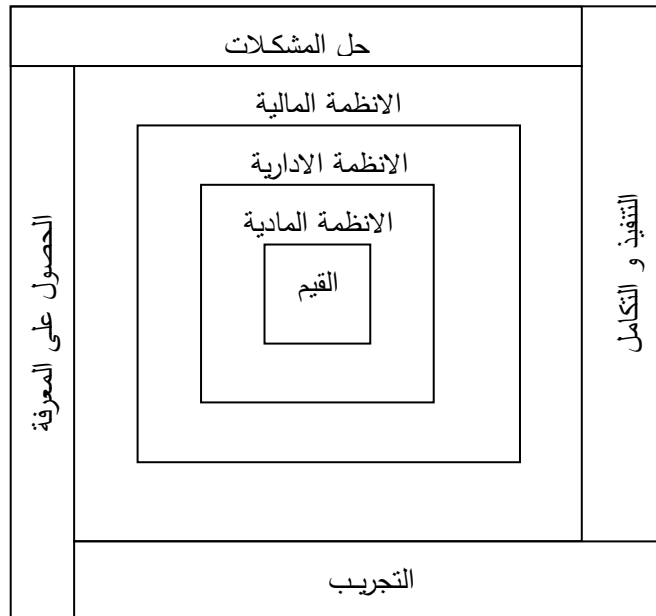 حل المشكلات
الانظمة المالية
الانظمة الادارية
الانظمة المادية
القيم
التنفيذ و التكامل
الحصول على المعرفة
التجريب